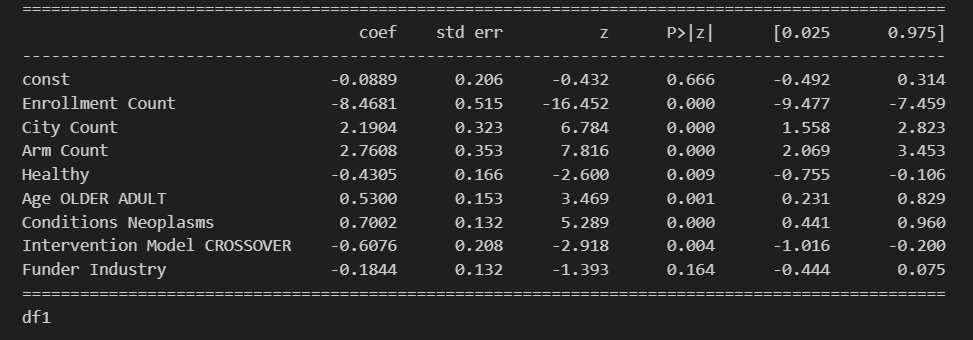 ==============================================================================================
coef std err z P>|z| [0.025 0.975]
----------------------------------------------------------------------------------------------
const -0.0889 0.206 -0.432 0.666 -0.492 0.314
Enrollment Count -8.4681 0.515 -16.452 0.000 -9.477 -7.459
City Count 2.1904 0.323 6.784 0.000 1.558 2.823
Arm Count 2.7608 0.353 7.816 0.000 2.069 3.453
Healthy -0.4305 0.166 -2.600 0.009 -0.755 -0.106
Age OLDER ADULT 0.5300 0.153 3.469 0.001 0.231 0.829
Conditions Neoplasms 0.7002 0.132 5.289 0.000 0.441 0.960
Intervention Model CROSSOVER -0.6076 0.208 -2.918 0.004 -1.016 -0.200
Funder Industry -0.1844 0.132 -1.393 0.164 -0.444 0.075
==============================================================================================
df1